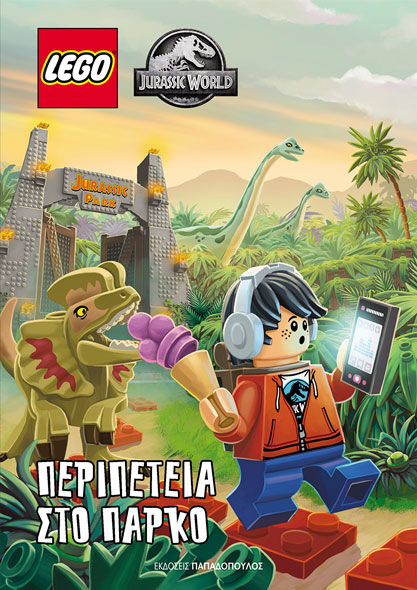 LEGO
JURASSIC WORLD
JURASSIC
PARK
ΠΕΡΙΠΕΤΕΙΑ
ΣΤΟ ΠΑΡΚΟ
ΕΚΔΟΣΕΙΣ ΠΑΠΑΔΟΠΟΥΛΟΣ